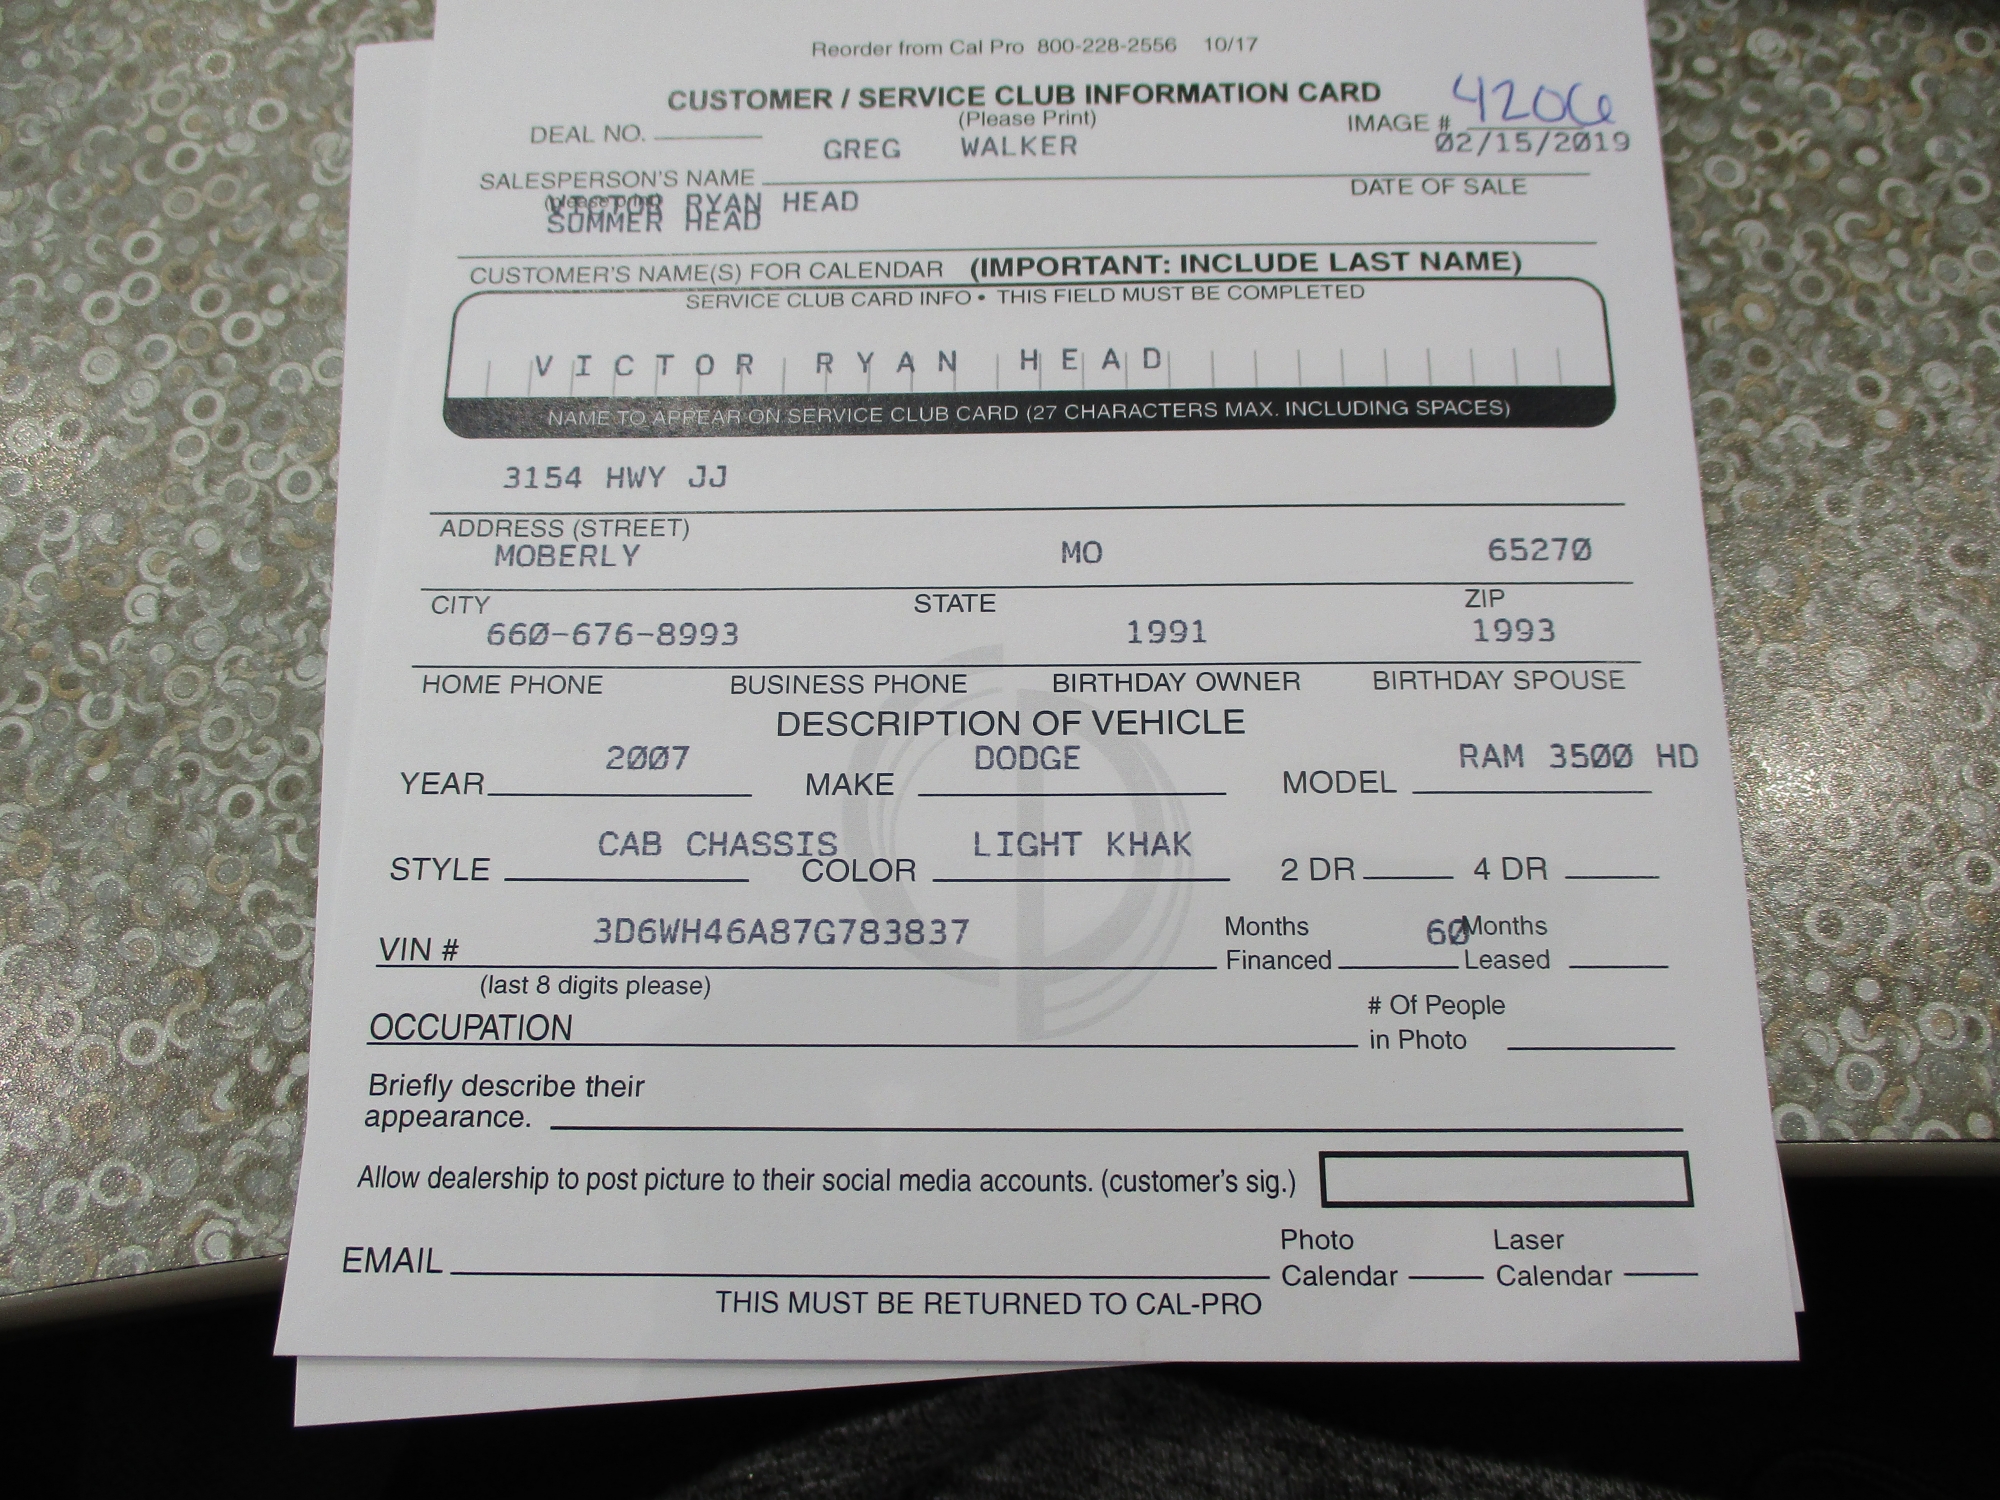 Reorder from Cal Pro 800-228-2556 10/17
CUSTOMER / SERVICE CLUB INFORMATION CARD
(Please Print)
DEAL NO. IMAGE # 4206
GREG WALKER 02/15/2019
SALESPERSON'S NAME DATE OF SALE
(please print)
VICTOR RYAN HEAD
SUMMER HEAD
CUSTOMER'S NAME(S) FOR CALENDAR (IMPORTANT: INCLUDE LAST NAME)
SERVICE CLUB CARD INFO • THIS FIELD MUST BE COMPLETED
VICTOR RYAN HEAD
NAME TO APPEAR ON SERVICE CLUB CARD (27 CHARACTERS MAX. INCLUDING SPACES)
3154 HWY JJ
ADDRESS (STREET)
MOBERLY MO 65270
CITY STATE ZIP
660-676-8993 1991 1993
HOME PHONE BUSINESS PHONE BIRTHDAY OWNER BIRTHDAY SPOUSE
DESCRIPTION OF VEHICLE
2007 DODGE RAM 3500 HD
YEAR MAKE MODEL
CAB CHASSIS LIGHT KHAK
STYLE COLOR 2 DR 4 DR
3D6WH46A87G783837 Months 60 Months
VIN # Financed Leased
(last 8 digits please)
# Of People
OCCUPATION
in Photo
Briefly describe their
appearance.
Allow dealership to post picture to their social media accounts. (customer's sig.)
Photo Laser
EMAIL Calendar Calendar
THIS MUST BE RETURNED TO CAL-PRO